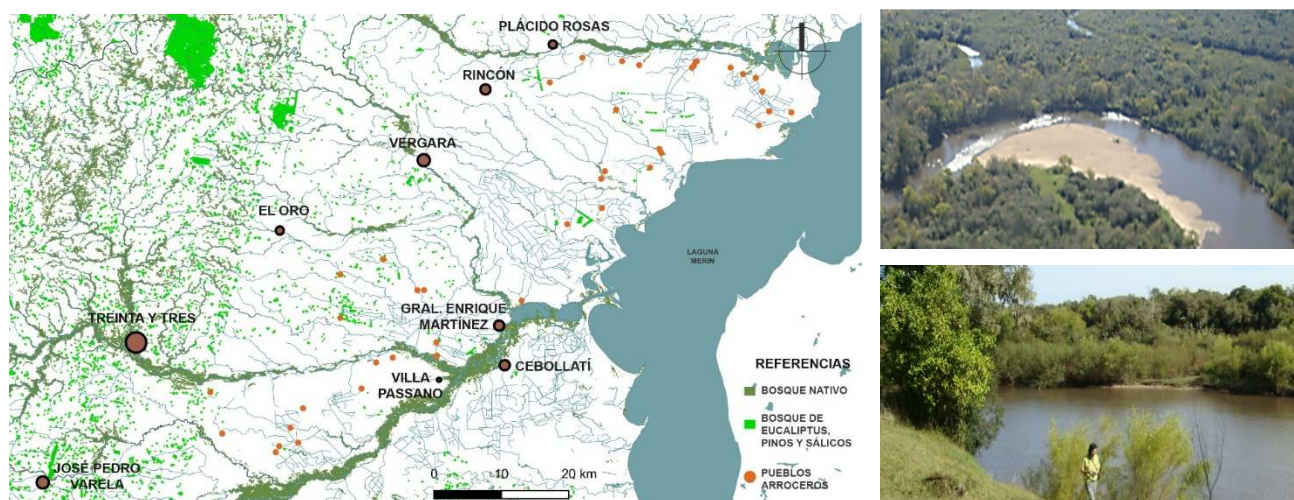 PLÁCIDO ROSAS
RINCÓN
VERGARA
EL ORO
LAGUNA
MERIN
TREINTA Y TRES
GRAL. ENRIQUE
MARTÍNEZ
CEBOLLATÍ
VILLA
PASSANO
JOSÉ PEDRO
VARELA
0 10 20 km
REFERENCIAS
BOSQUE NATIVO
BOSQUE DE
EUCALIPTUS,
PINOS Y SÁLICOS
PUEBLOS
ARROCEROS